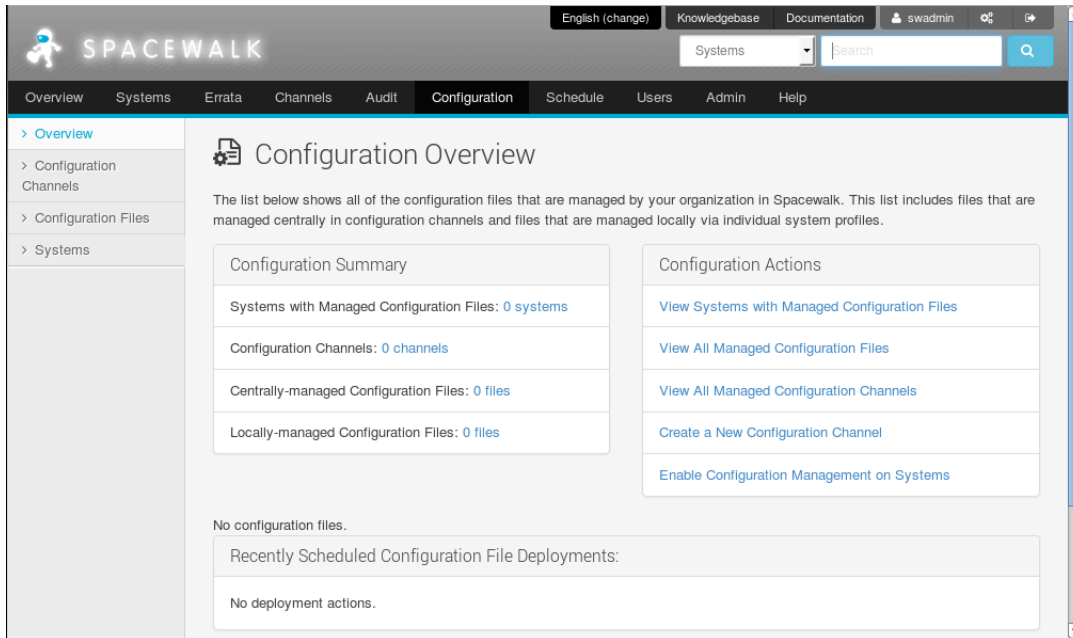 English (change) Knowledgebase Documentation swadmin
SPACEWALK
Systems Search
Overview Systems Errata Channels Audit Configuration Schedule Users Admin Help
> Overview
> Configuration
Channels
> Configuration Files
> Systems
Configuration Overview
The list below shows all of the configuration files that are managed by your organization in Spacewalk. This list includes files that are
managed centrally in configuration channels and files that are managed locally via individual system profiles.
Configuration Summary
Systems with Managed Configuration Files: 0 systems
Configuration Channels: 0 channels
Centrally-managed Configuration Files: 0 files
Locally-managed Configuration Files: 0 files
Configuration Actions
View Systems with Managed Configuration Files
View All Managed Configuration Files
View All Managed Configuration Channels
Create a New Configuration Channel
Enable Configuration Management on Systems
No configuration files.
Recently Scheduled Configuration File Deployments:
No deployment actions.